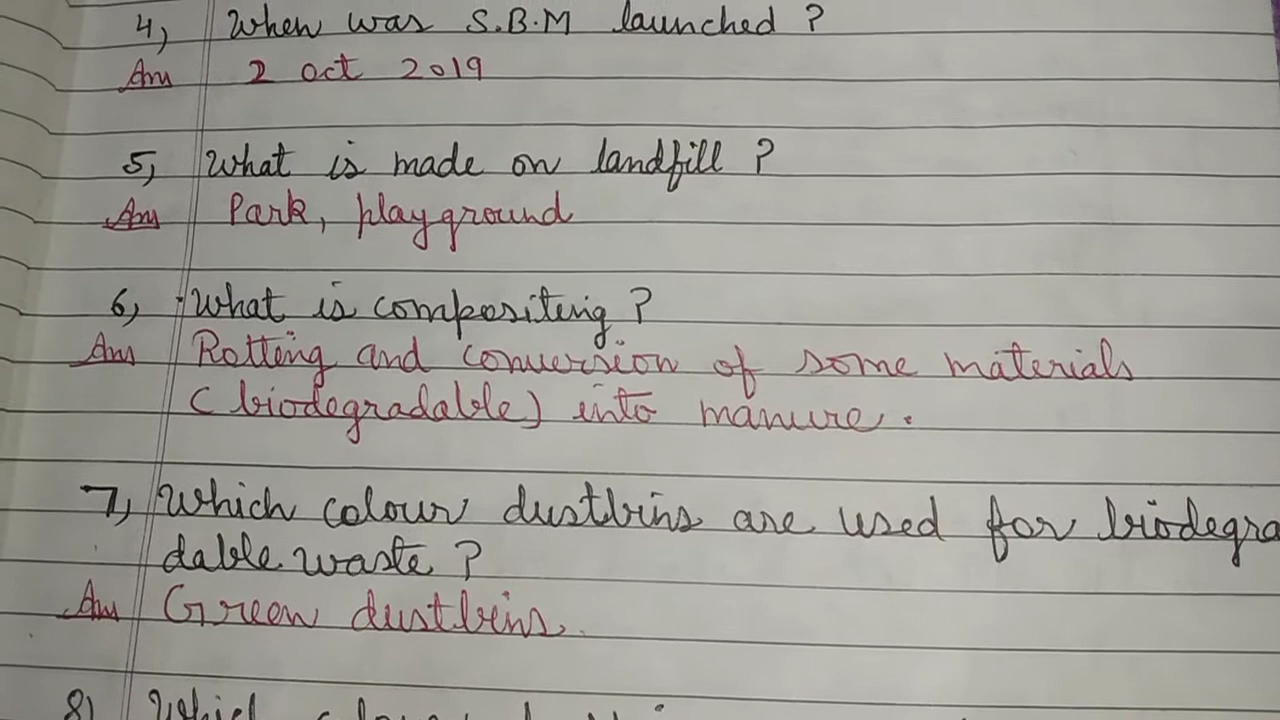 4, When was S.B.M launched ?
Ans 2 Oct 2019
5, What is made on landfill ?
Ans Park, playground
6, What is compositing ?
Ans Rotting and conversion of some materials
(biodegradable) into manure.
7, Which colour dustbins are used for biodegra
dable waste ?
Ans Green dustbins.
8) Which